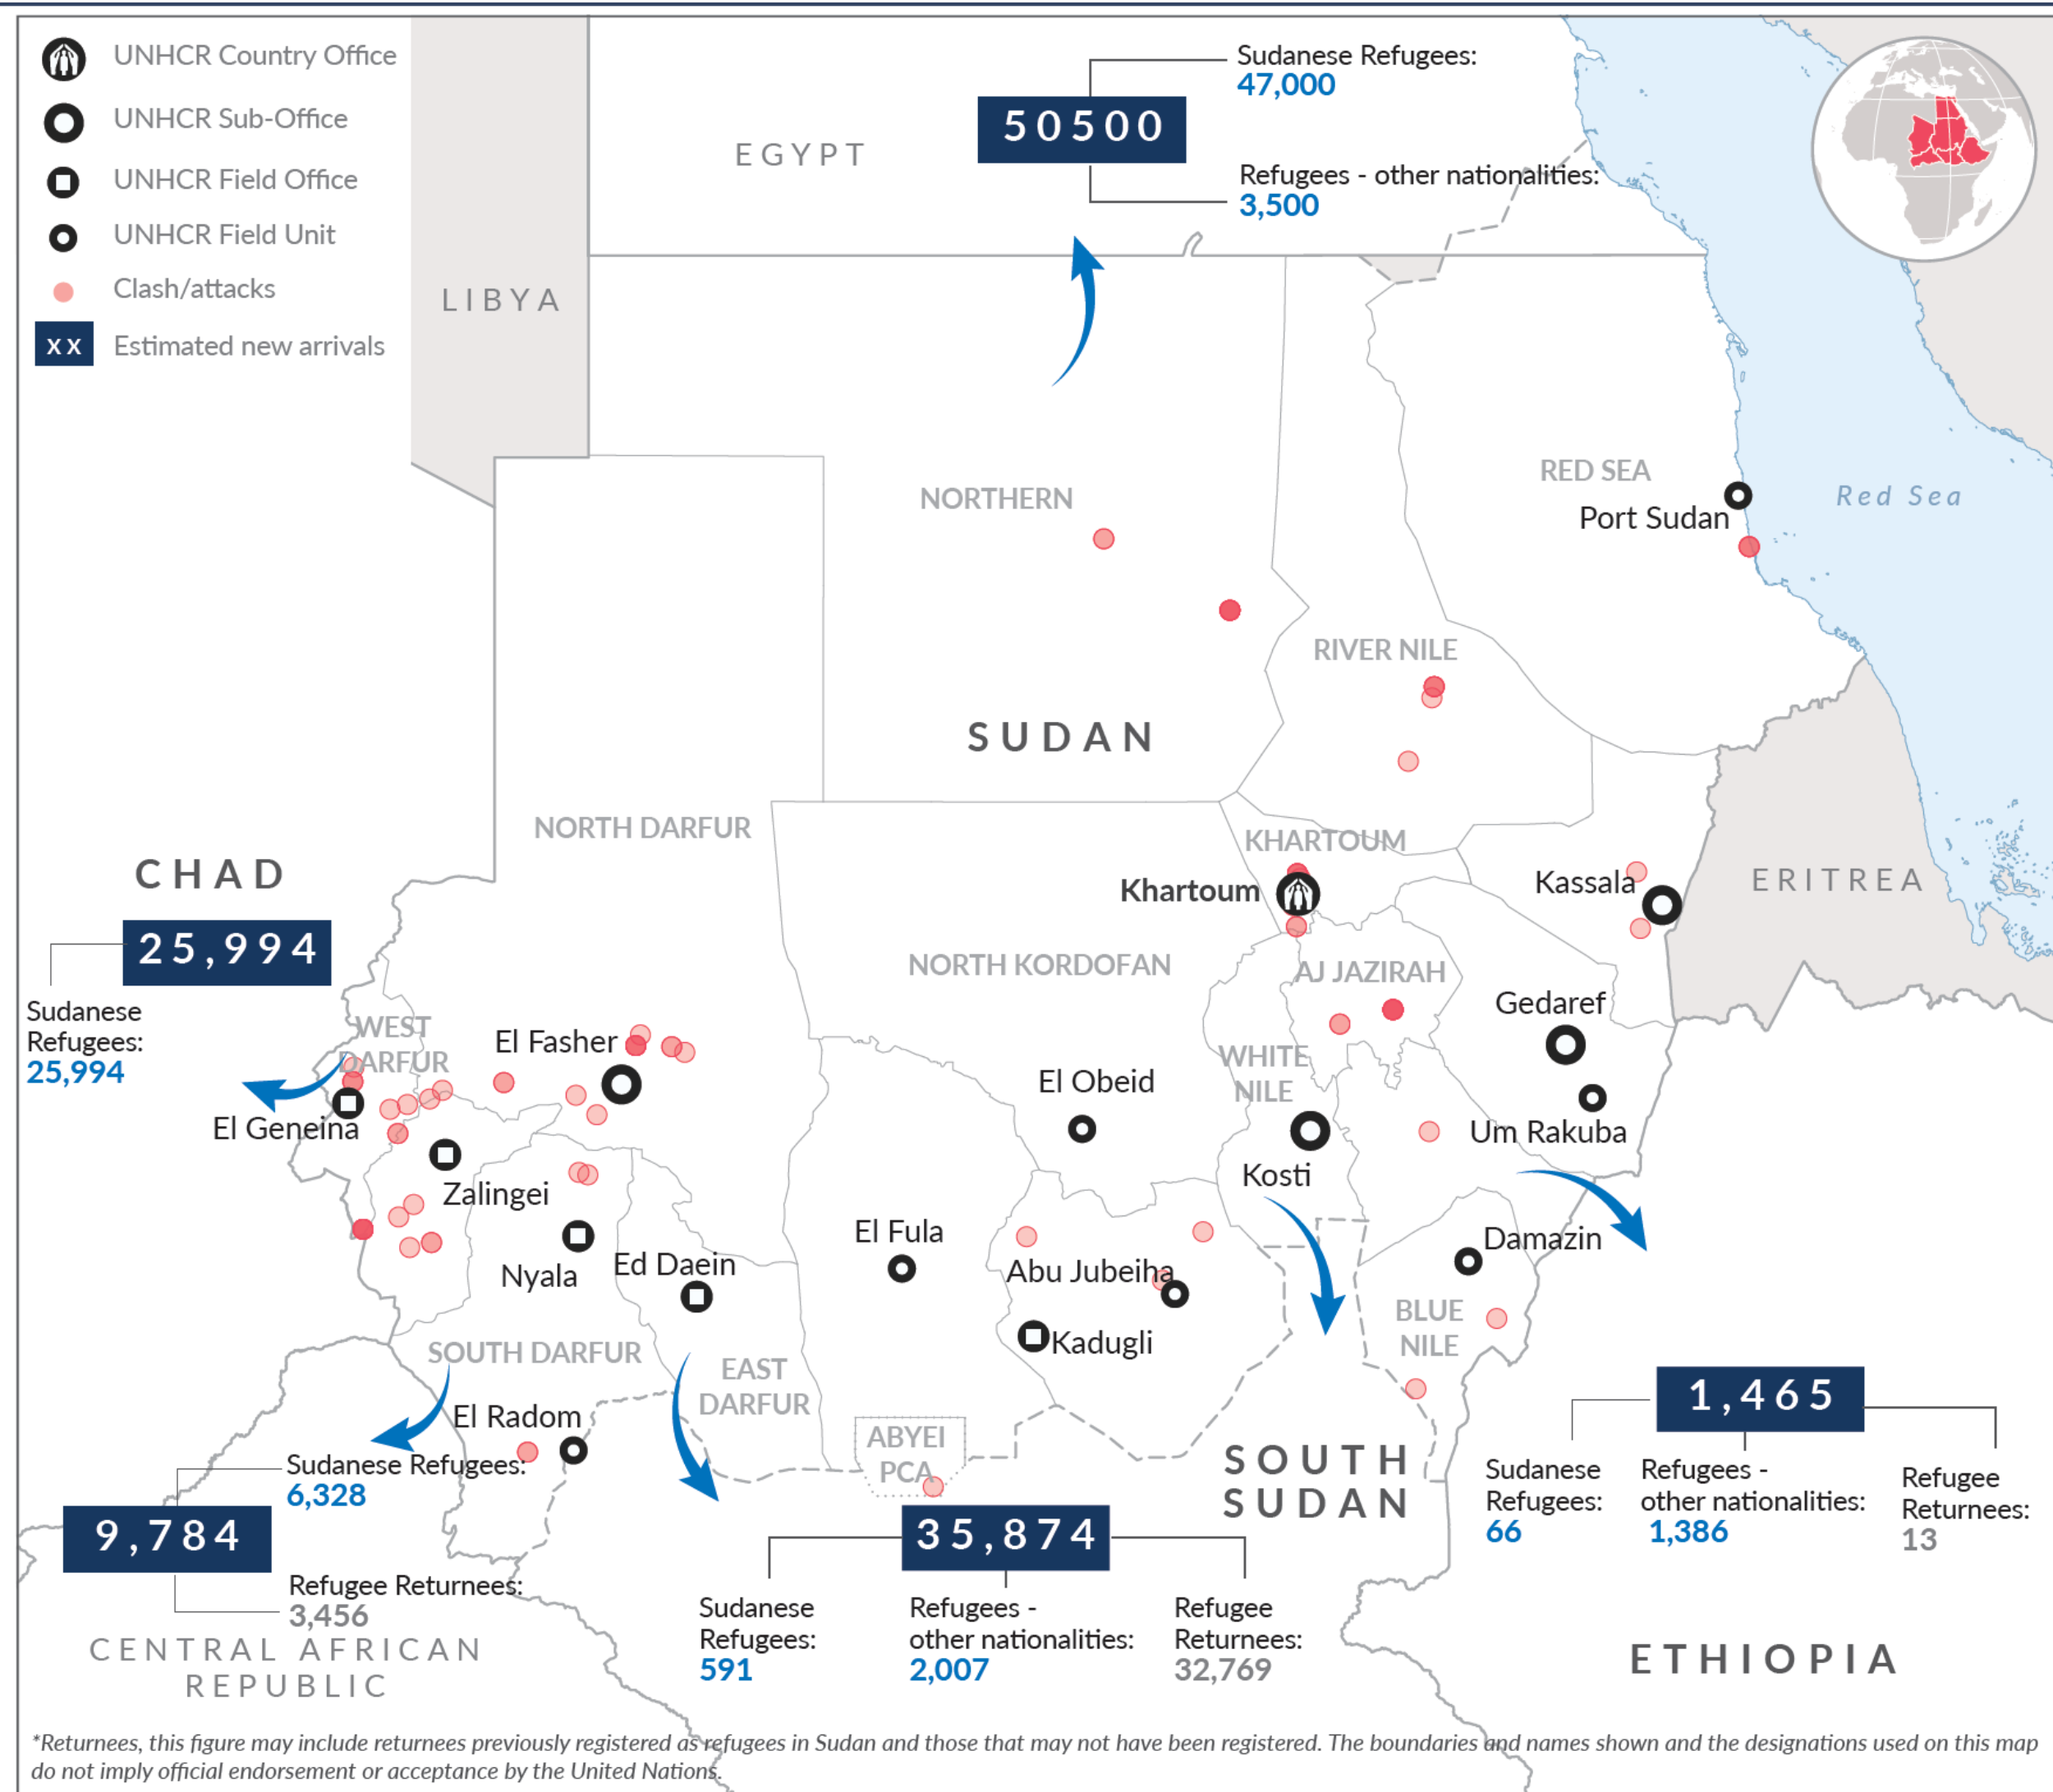 UNHCR Country Office
UNHCR Sub-Office
UNHCR Field Office
UNHCR Field Unit
Clash/attacks
XX
Estimated new arrivals
LIBYA
EGYPT
50500
Sudanese Refugees:
47,000
Refugees - other nationalities:
3,500
NORTHERN
RED SEA
Port Sudan
Red Sea
RIVER NILE
SUDAN
NORTH DARFUR
KHARTOUM
Khartoum
Kassala
ERITREA
CHAD
25,994
Sudanese
Refugees:
25,994
NORTH KORDOFAN
AJ JAZIRAH
Gedaref
WEST
DARFUR
El Fasher
WHITE
NILE
El Obeid
El Geneina
Um Rakuba
Kosti
Zalingei
El Fula
Damazin
Nyala
Ed Daein
Abu Jubeiha
Kadugli
BLUE
NILE
SOUTH DARFUR
EAST
DARFUR
El Radom
ABYEI
PCA
SOUTH
SUDAN
1,465
Sudanese
Refugees:
66
Refugees -
other nationalities:
1,386
Refugee
Returnees:
13
Sudanese Refugees:
6,328
9,784
Refugee Returnees:
3,456
CENTRAL AFRICAN
REPUBLIC
35,874
Sudanese
Refugees:
591
Refugees -
other nationalities:
2,007
Refugee
Returnees:
32,769
ETHIOPIA
*Returnees, this figure may include returnees previously registered as refugees in Sudan and those that may not have been registered. The boundaries and names shown and the designations used on this map
do not imply official endorsement or acceptance by the United Nations.